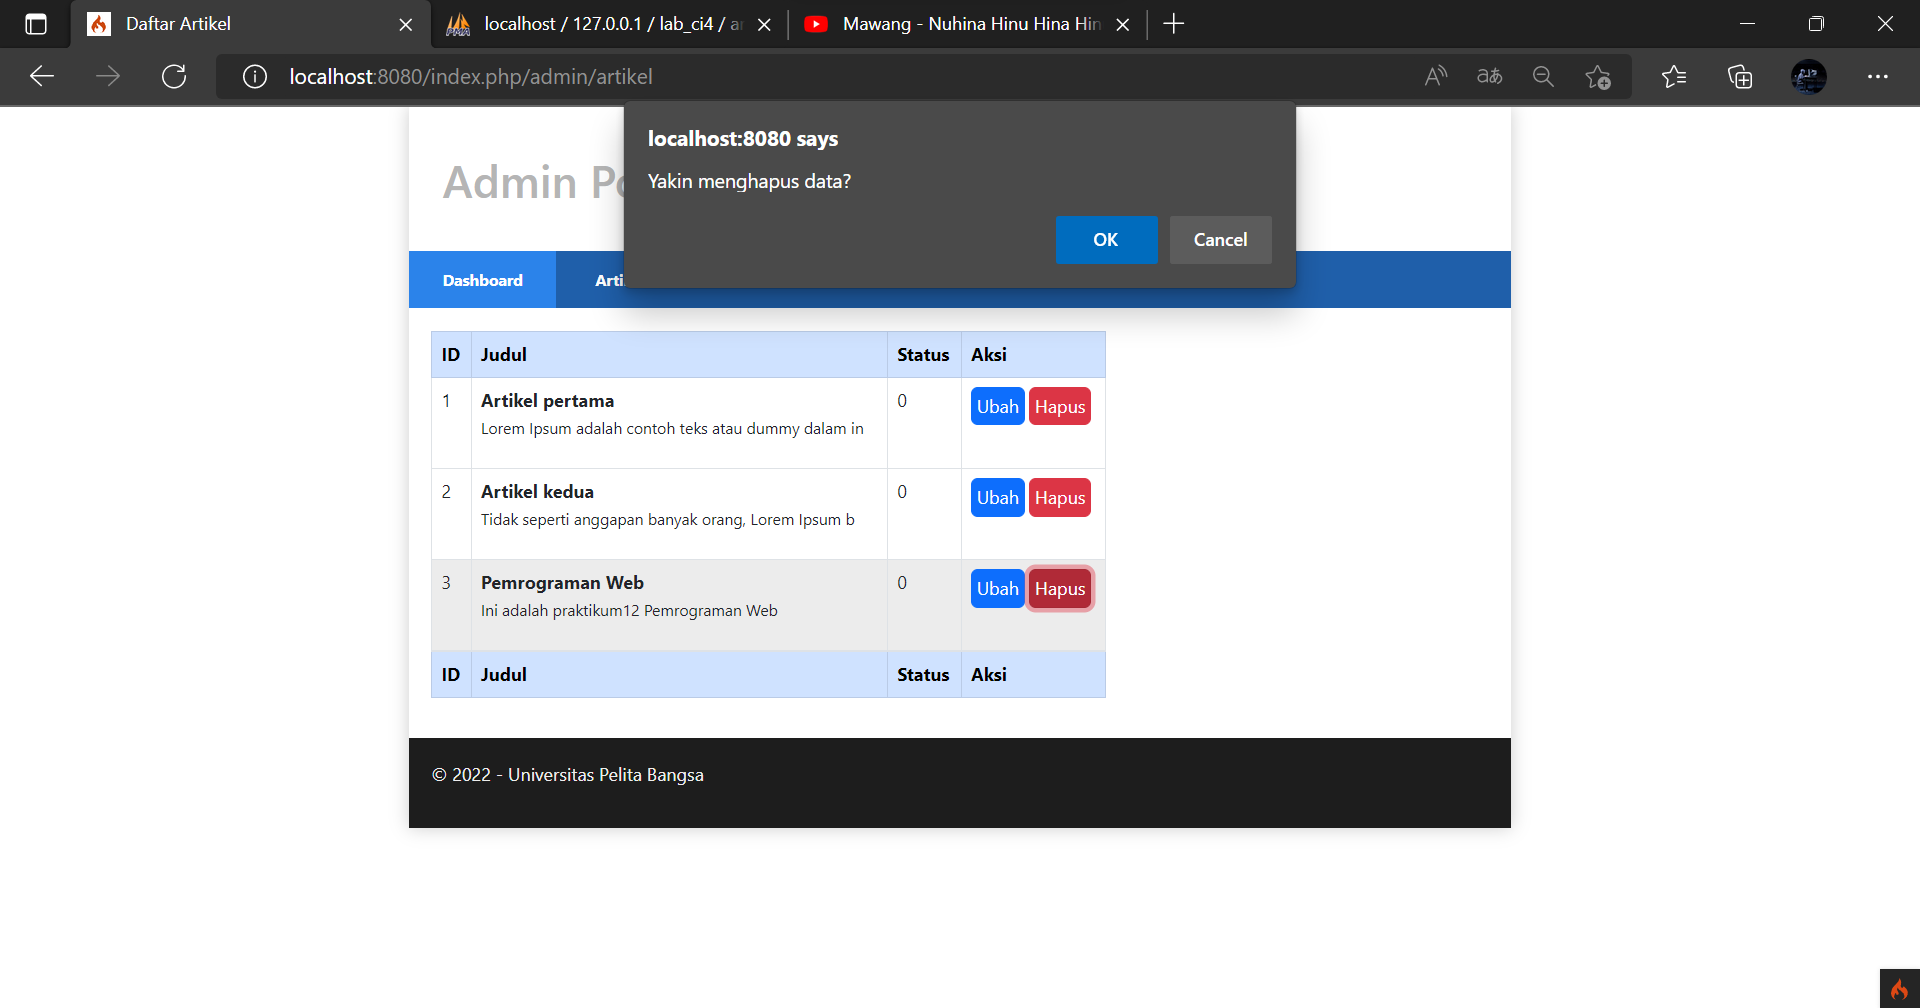 Daftar Artikel
localhost / 127.0.0.1 / lab_ci4 /
Mawang - Nuhina Hinu Hina
localhost:8080/index.php/admin/artikel
localhost:8080 says
Yakin menghapus data?
OK Cancel
Admin
Dashboard
ID Judul Status Aksi
1 Artikel pertama 0 Ubah Hapus
Lorem Ipsum adalah contoh teks atau dummy dalam in
2 Artikel kedua 0 Ubah Hapus
Tidak seperti anggapan banyak orang, Lorem Ipsum b
3 Pemrograman Web 0 Ubah Hapus
Ini adalah praktikum12 Pemrograman Web
ID Judul Status Aksi
© 2022 - Universitas Pelita Bangsa